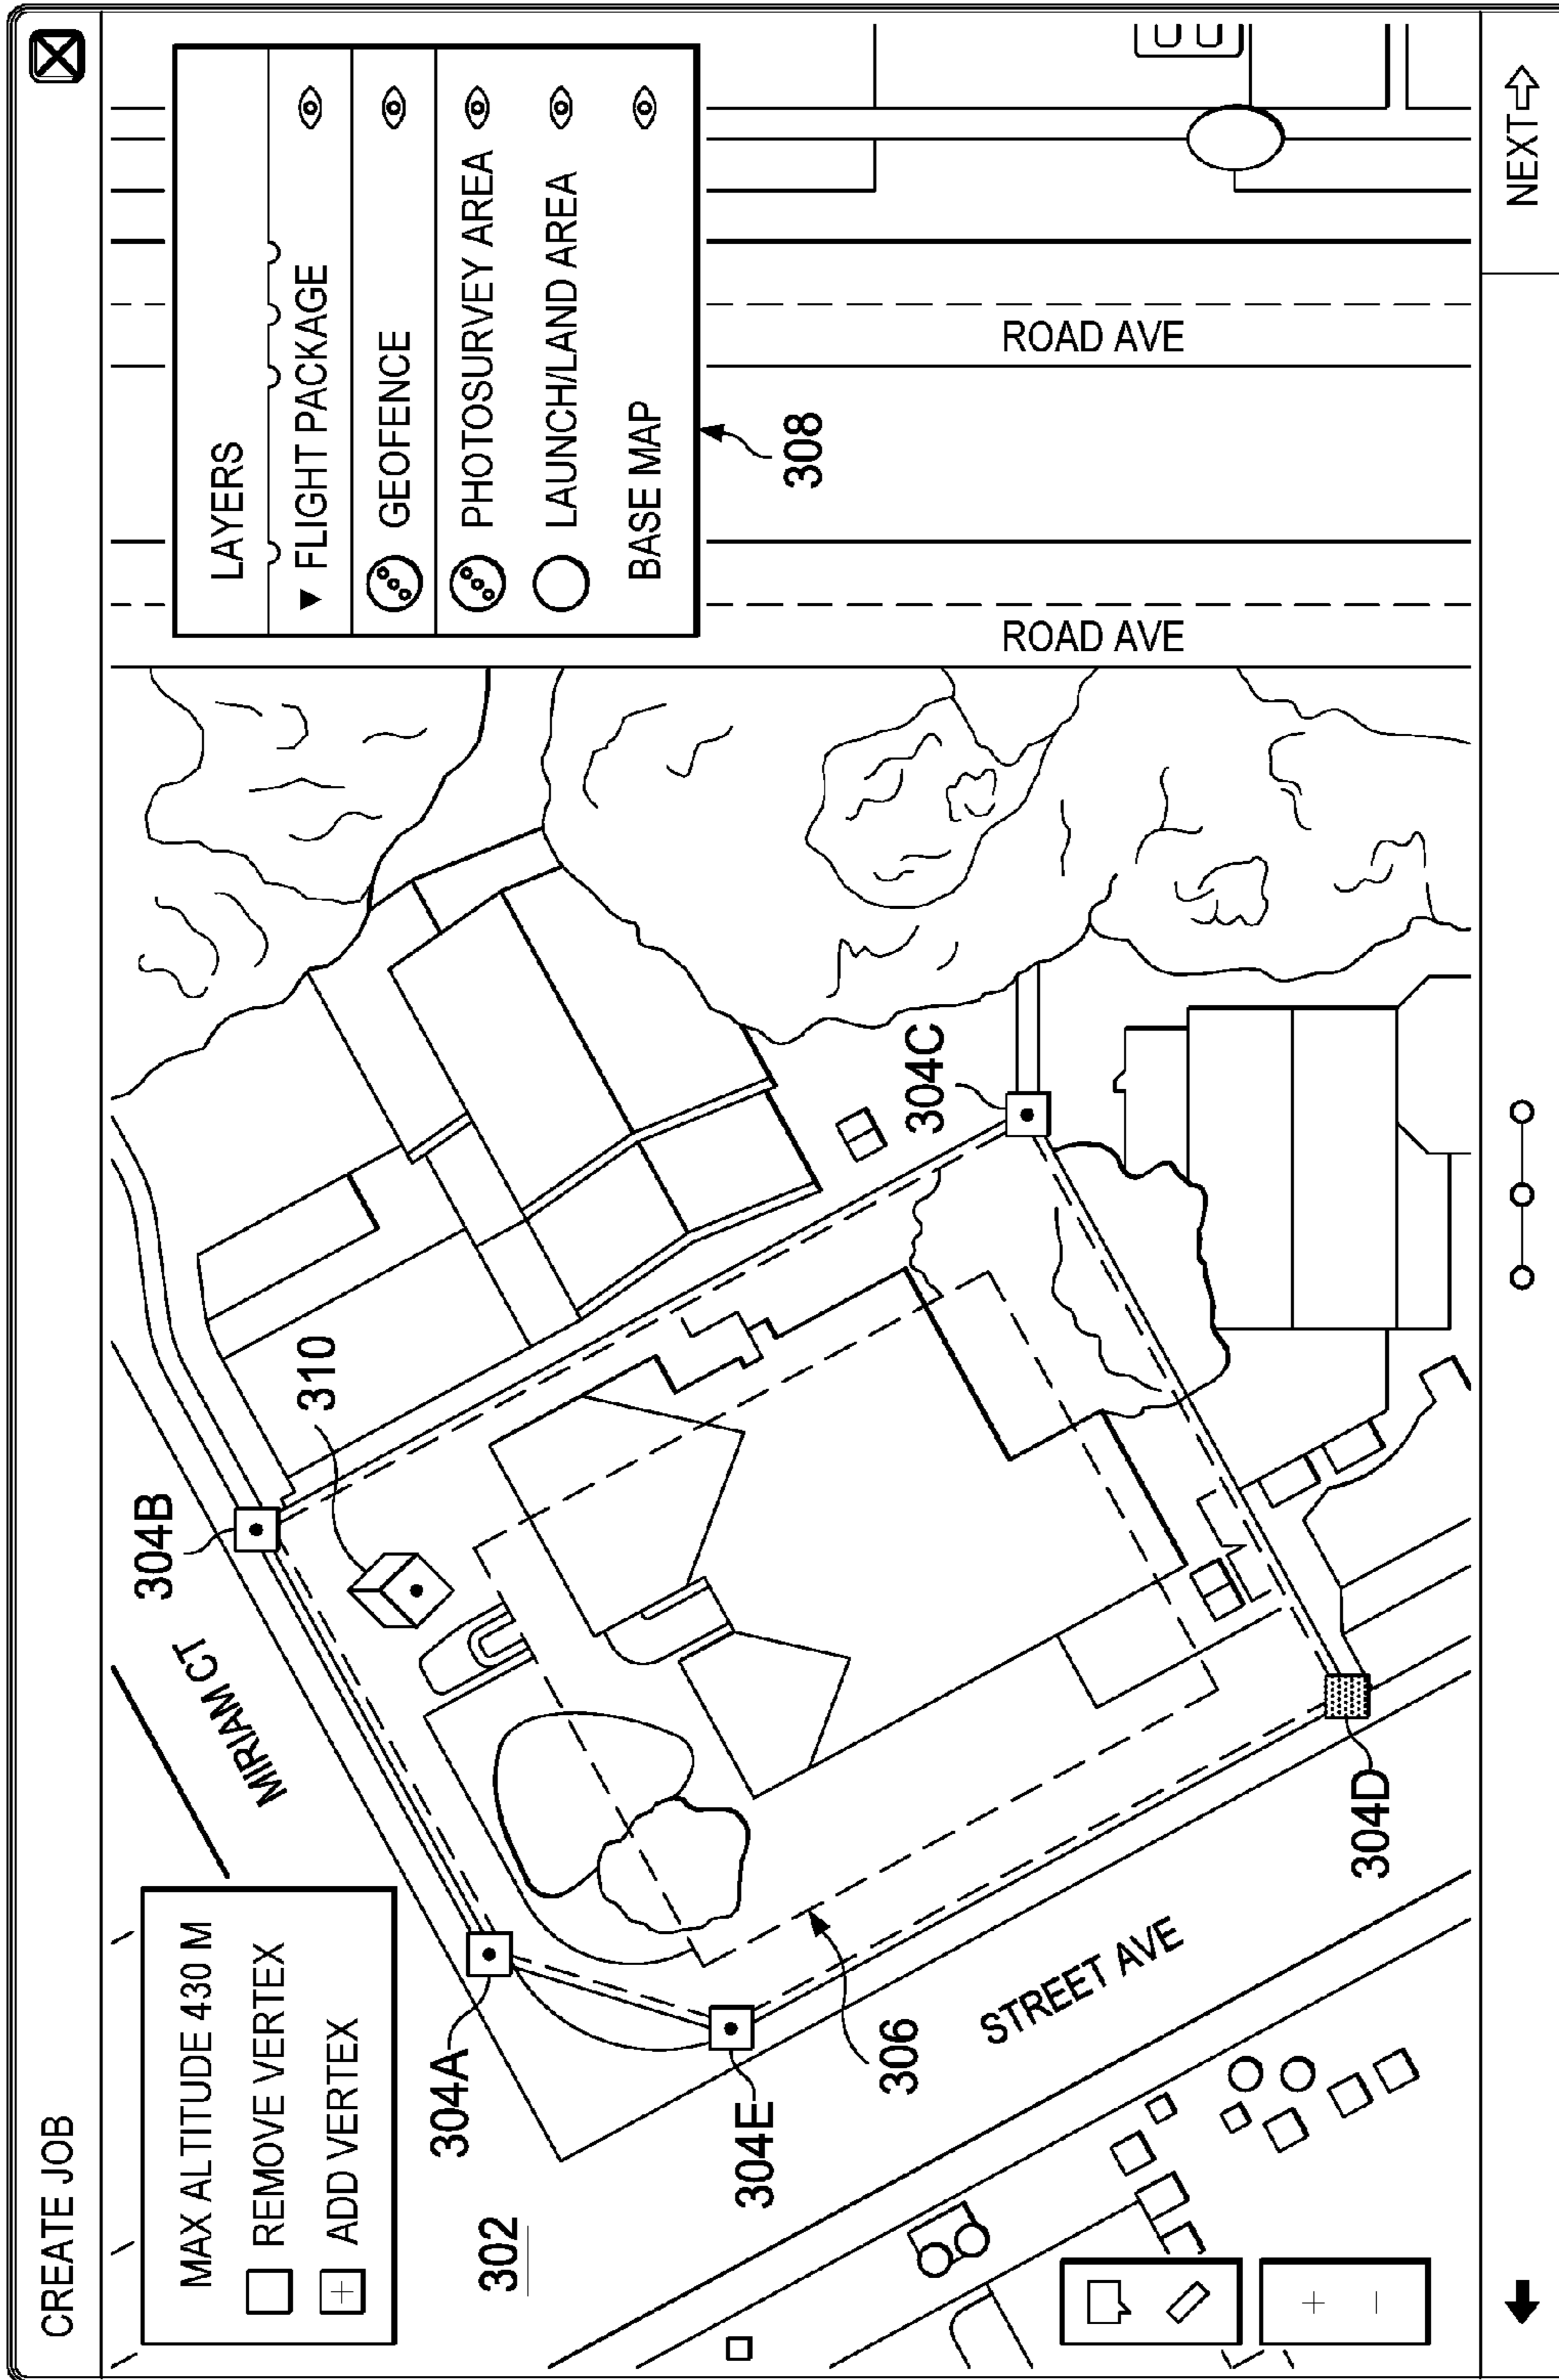 CREATE JOB
MAX ALTITUDE 430 M
REMOVE VERTEX
+ ADD VERTEX
MIRIAM CT
304B
310
304A
302
304E
306
STREET AVE
304D
304C
LAYERS
▼ FLIGHT PACKAGE
GEOFENCE
PHOTOSURVEY AREA
LAUNCH/LAND AREA
BASE MAP
308
ROAD AVE
ROAD AVE
+
−
NEXT